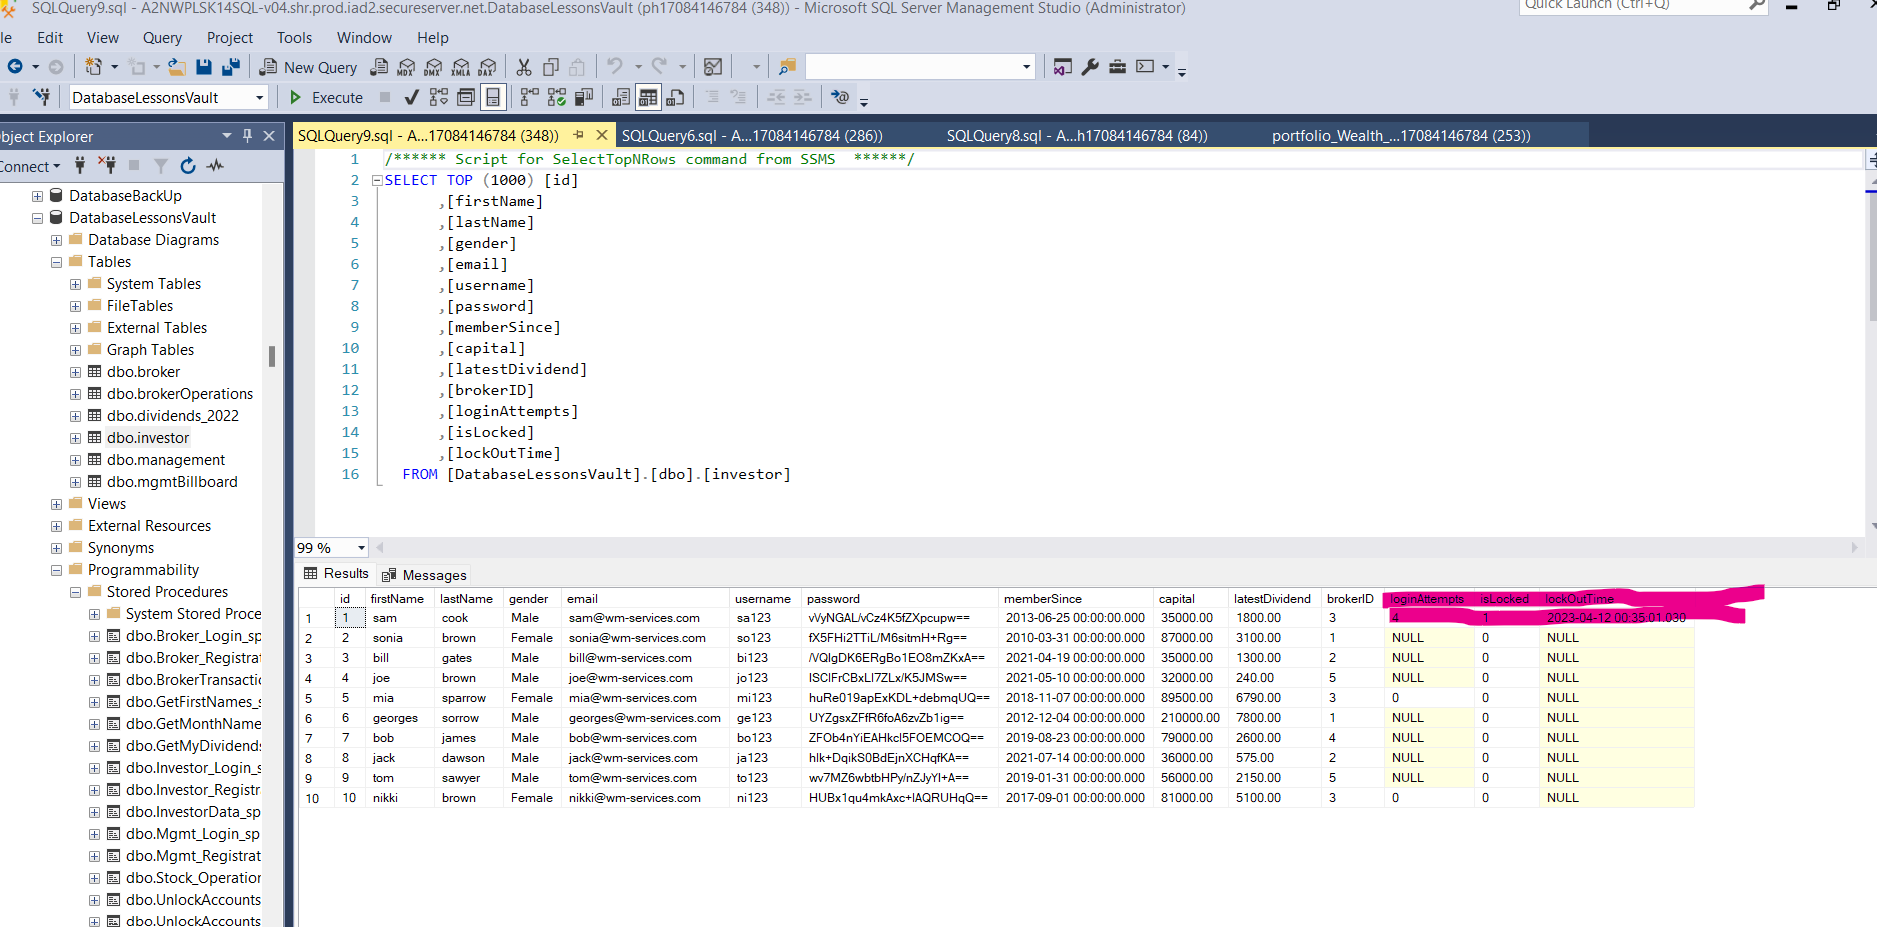 SQLQuery9.sql - A2NWPLSK14SQL-v04.shr.prod.iad2.secureserver.net.DatabaseLessonsVault (ph17084146784 (348)) - Microsoft SQL Server Management Studio (Administrator)
Quick Launch (Ctrl+Q)
le Edit View Query Project Tools Window Help
New Query MDX DMX XMLA DAX
DatabaseLessonsVault Execute
bject Explorer
SQLQuery9.sql - A...17084146784 (348)) SQLQuery6.sql - A...17084146784 (286)) SQLQuery8.sql - A...h17084146784 (84)) portfolio_Wealth_...17084146784 (253))
onnect
DatabaseBackUp
DatabaseLessonsVault
Database Diagrams
Tables
System Tables
FileTables
External Tables
Graph Tables
dbo.broker
dbo.brokerOperations
dbo.dividends_2022
dbo.investor
dbo.management
dbo.mgmtBillboard
Views
External Resources
Synonyms
Programmability
Stored Procedures
System Stored Proce
dbo.Broker_Login_sp
dbo.Broker_Registrat
dbo.BrokerTransactic
dbo.GetFirstNames_s
dbo.GetMonthName
dbo.GetMyDividends
dbo.Investor_Login_s
dbo.Investor_Registr
dbo.InvestorData_sp
dbo.Mgmt_Login_sp
dbo.Mgmt_Registrat
dbo.Stock_Operation
dbo.UnlockAccounts
dbo.UnlockAccounts
1 /****** Script for SelectTopNRows command from SSMS ******/
2 SELECT TOP (1000) [id]
3 ,[firstName]
4 ,[lastName]
5 ,[gender]
6 ,[email]
7 ,[username]
8 ,[password]
9 ,[memberSince]
10 ,[capital]
11 ,[latestDividend]
12 ,[brokerID]
13 ,[loginAttempts]
14 ,[isLocked]
15 ,[lockOutTime]
16 FROM [DatabaseLessonsVault].[dbo].[investor]
99 %
Results Messages
id firstName lastName gender email username password memberSince capital latestDividend brokerID loginAttempts isLocked lockOutTime
1 1 sam cook Male sam@wm-services.com sa123 vVyNGAL/vCz4K5fZXpcupw== 2013-06-25 00:00:00.000 35000.00 1800.00 3 4 1 2023-04-12 00:35:01.030
2 2 sonia brown Female sonia@wm-services.com so123 fX5FHi2TTiL/M6sitmH+Rg== 2010-03-31 00:00:00.000 87000.00 3100.00 1 NULL 0 NULL
3 3 bill gates Male bill@wm-services.com bi123 /VQIgDK6ERgBo1EO8mZKxA== 2021-04-19 00:00:00.000 35000.00 1300.00 2 NULL 0 NULL
4 4 joe brown Male joe@wm-services.com jo123 ISCIFrCBxLI7ZLx/K5JMSw== 2021-05-10 00:00:00.000 32000.00 240.00 5 NULL 0 NULL
5 5 mia sparrow Female mia@wm-services.com mi123 huRe019apExKDL+debmqUQ== 2018-11-07 00:00:00.000 89500.00 6790.00 3 0 0 NULL
6 6 georges sorrow Male georges@wm-services.com ge123 UYZgsxZFfR6foA6zvZb1ig== 2012-12-04 00:00:00.000 210000.00 7800.00 1 NULL 0 NULL
7 7 bob james Male bob@wm-services.com bo123 ZFOb4nYiEAHkcI5FOEMCOQ== 2019-08-23 00:00:00.000 79000.00 2600.00 4 NULL 0 NULL
8 8 jack dawson Male jack@wm-services.com ja123 hlk+DqikS0BdEjnXCHqfKA== 2021-07-14 00:00:00.000 36000.00 575.00 2 NULL 0 NULL
9 9 tom sawyer Male tom@wm-services.com to123 wv7MZ6wbtbHPy/nZJyYI+A== 2019-01-31 00:00:00.000 56000.00 2150.00 5 NULL 0 NULL
10 10 nikki brown Female nikki@wm-services.com ni123 HUBx1qu4mkAxc+IAQRUHqQ== 2017-09-01 00:00:00.000 81000.00 5100.00 3 0 0 NULL